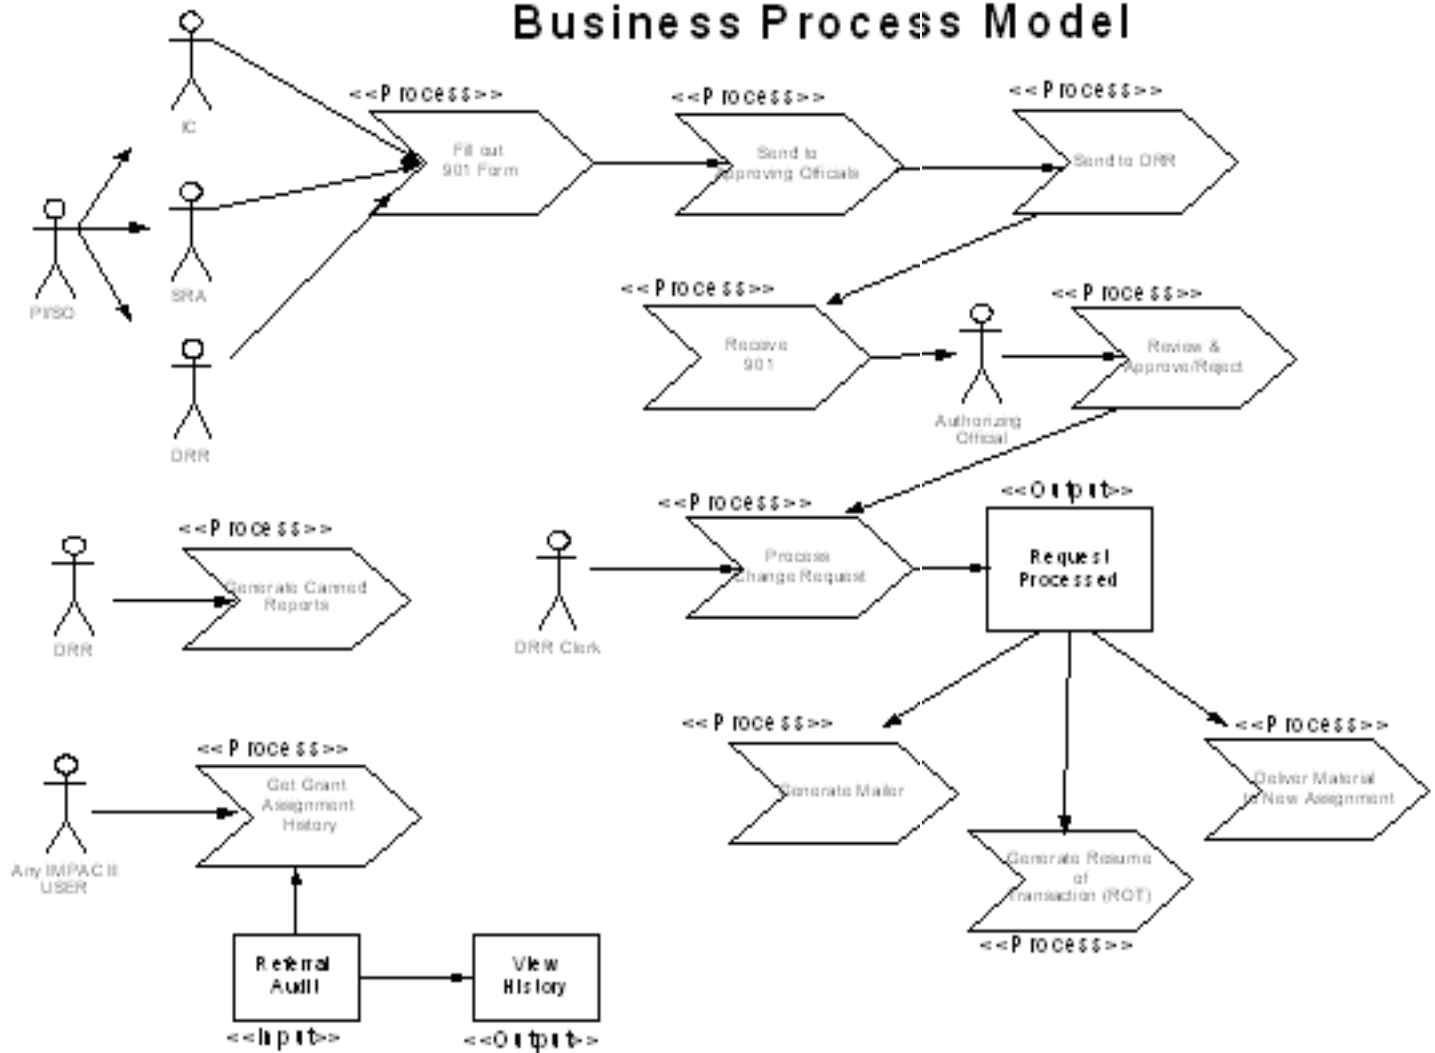 Business Process Model
<<Process>>
<<Process>>
<<Process>>
IC
Fill out
901 Form
Send to
Approving Officials
Send to DRR
SRA
PI/SO
<<Process>>
<<Process>>
Receive
901
Review &
Approve/Reject
Authorizing
Official
DRR
<<Process>>
<<Output>>
<<Process>>
Process
Change Request
Request
Processed
Generate Canned
Reports
DRR
DRR Clerk
<<Process>>
<<Process>>
<<Process>>
Get Grant
Assignment
History
Generate Mailer
Deliver Material
to New Assignment
Any IMPAC II
USER
Generate Resume
of
Transaction (ROT)
<<Process>>
Referral
Audit
View
History
<<Input>>
<<Output>>